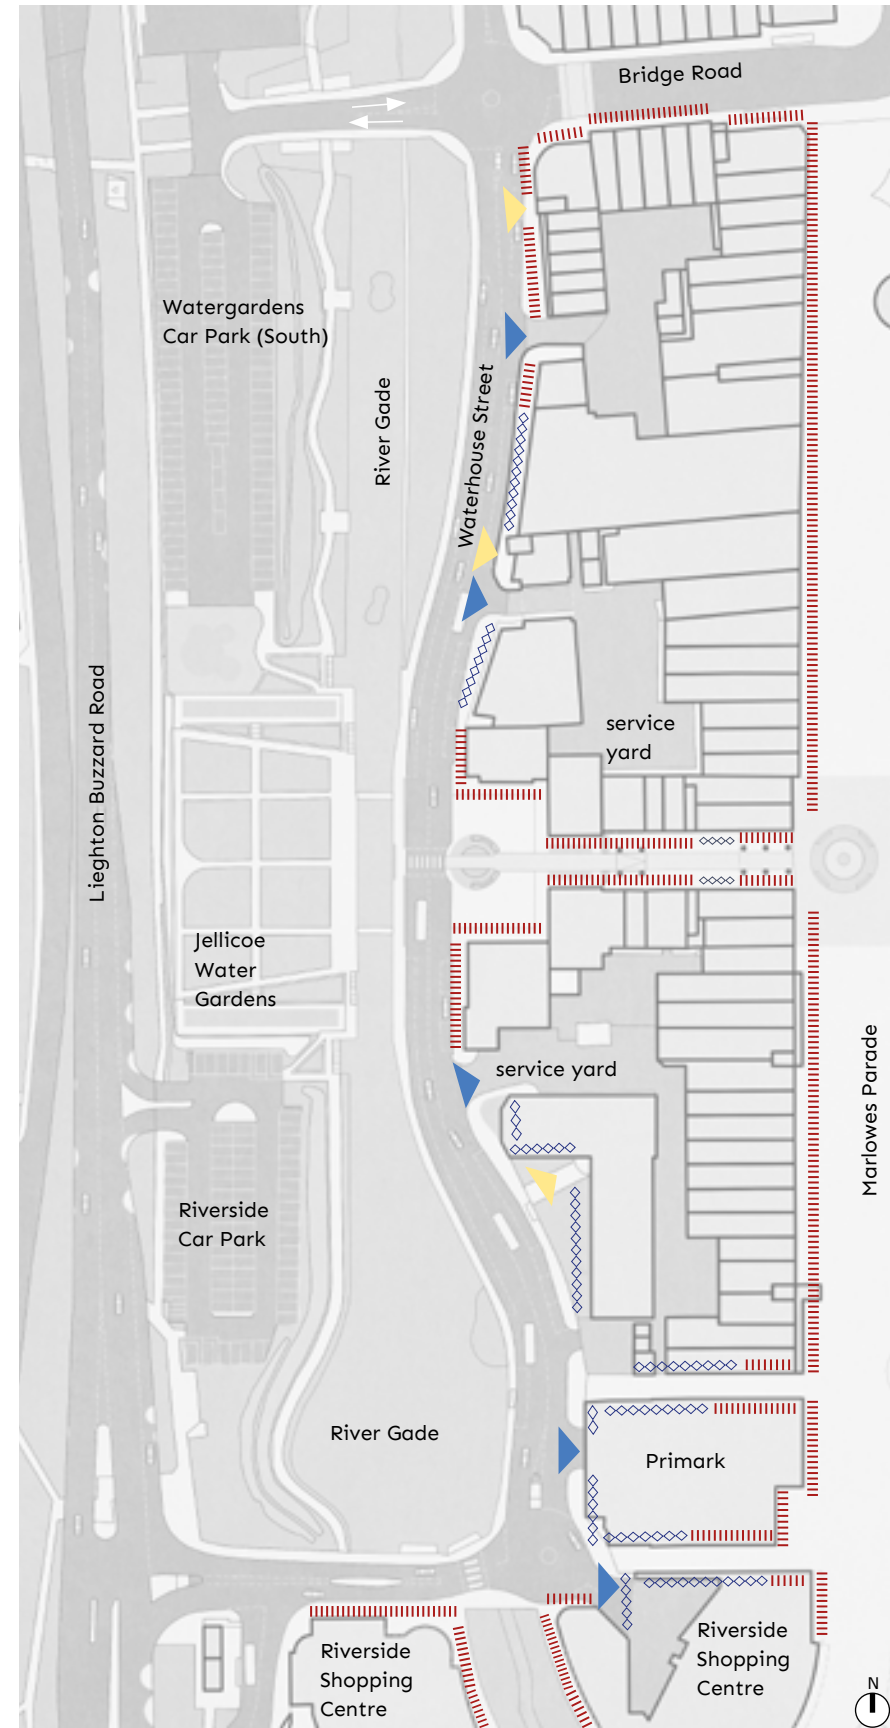 Bridge Road
Watergardens
Car Park (South)
River Gade
Waterhouse Street
Lieghton Buzzard Road
service
yard
Jellicoe
Water
Gardens
service yard
Marlowes Parade
Riverside
Car Park
River Gade
Primark
Riverside
Shopping
Centre
Riverside
Shopping
Centre
N